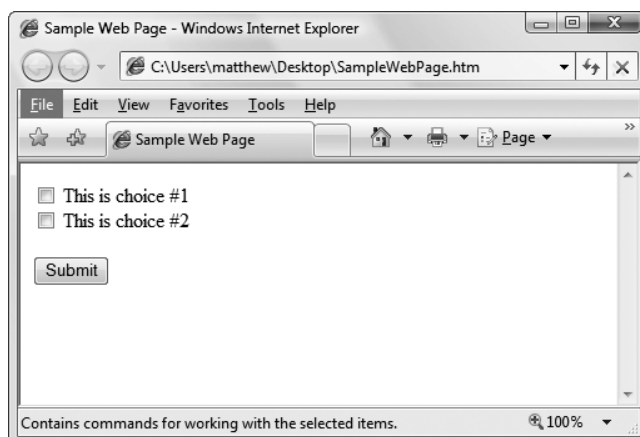 Sample Web Page - Windows Internet Explorer
C:\Users\matthew\Desktop\SampleWebPage.htm
File Edit View Favorites Tools Help
Sample Web Page Page
This is choice #1
This is choice #2
Submit
Contains commands for working with the selected items. 100%